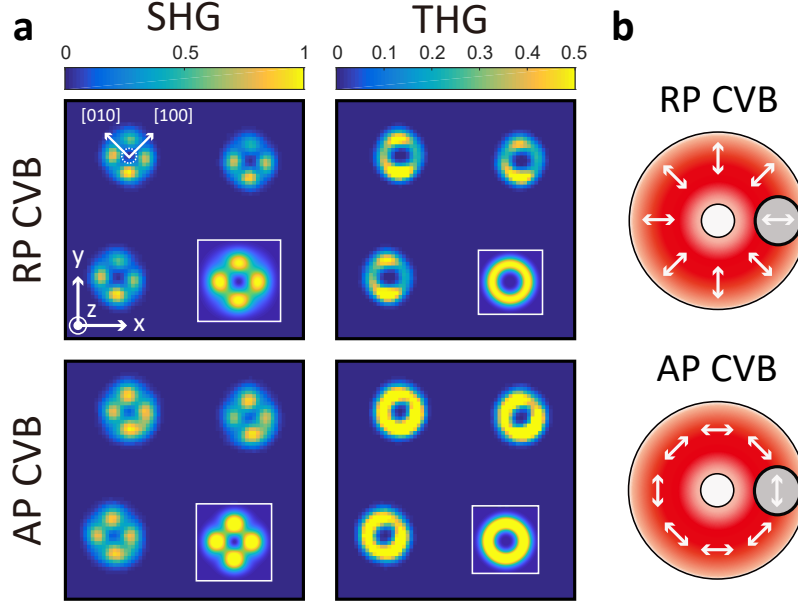 a
SHG
THG
b
0 0.5 1
0 0.1 0.2 0.3 0.4 0.5
RP CVB
[010] [100]
y
z
x
AP CVB
RP CVB
AP CVB